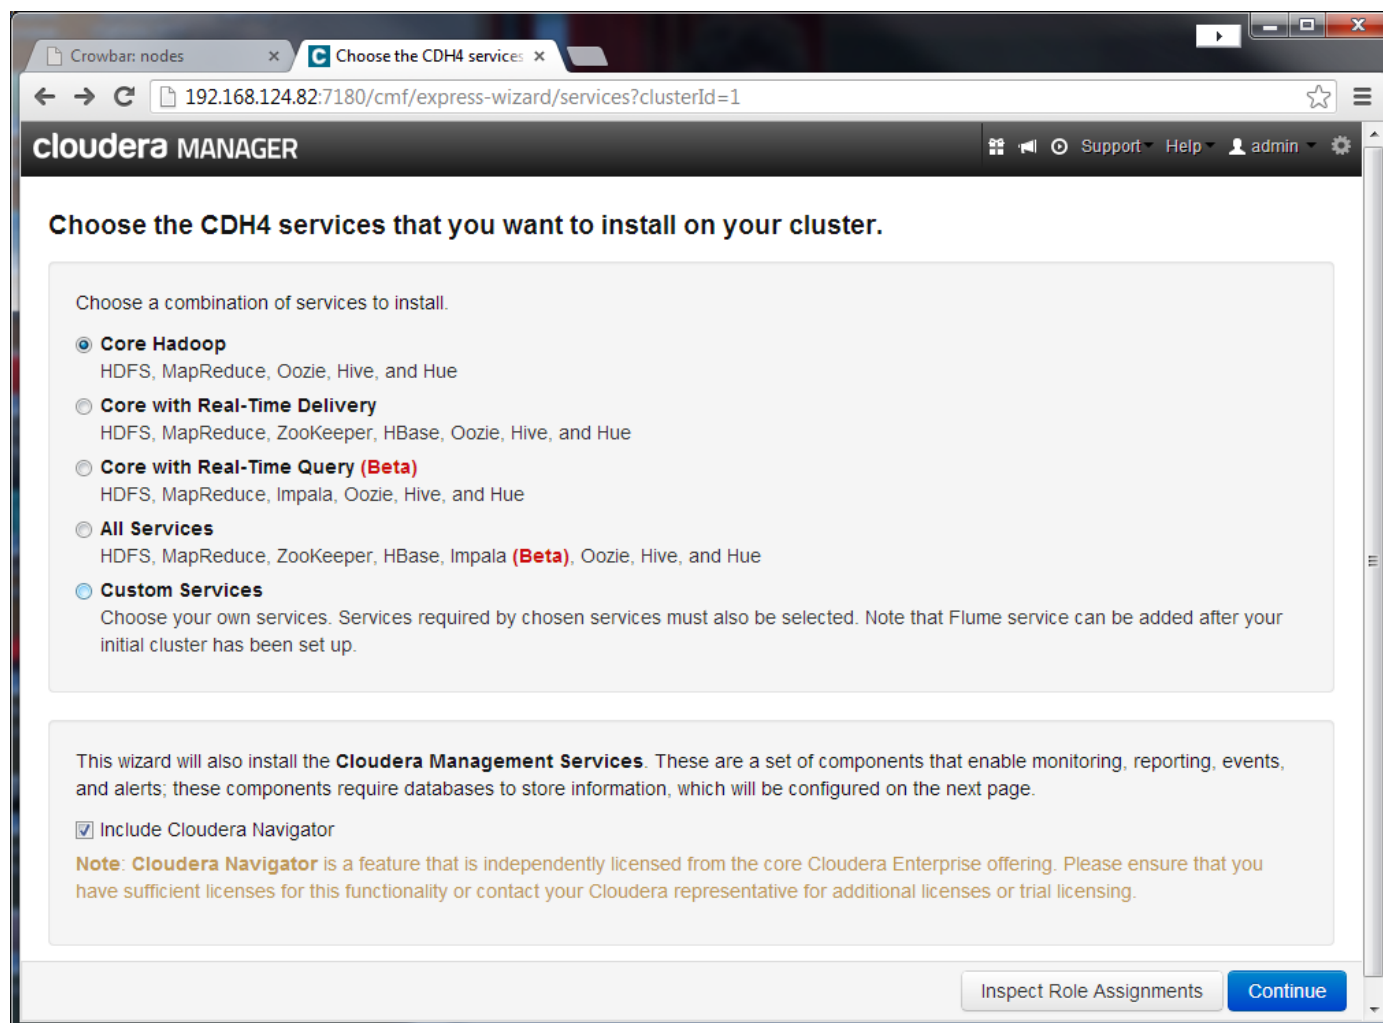 Crowbar: nodes
Choose the CDH4 services
192.168.124.82:7180/cmf/express-wizard/services?clusterId=1
cloudera MANAGER
Support Help admin
Choose the CDH4 services that you want to install on your cluster.
Choose a combination of services to install.
Core Hadoop
HDFS, MapReduce, Oozie, Hive, and Hue
Core with Real-Time Delivery
HDFS, MapReduce, ZooKeeper, HBase, Oozie, Hive, and Hue
Core with Real-Time Query (Beta)
HDFS, MapReduce, Impala, Oozie, Hive, and Hue
All Services
HDFS, MapReduce, ZooKeeper, HBase, Impala (Beta), Oozie, Hive, and Hue
Custom Services
Choose your own services. Services required by chosen services must also be selected. Note that Flume service can be added after your
initial cluster has been set up.
This wizard will also install the Cloudera Management Services. These are a set of components that enable monitoring, reporting, events,
and alerts; these components require databases to store information, which will be configured on the next page.
Include Cloudera Navigator
Note: Cloudera Navigator is a feature that is independently licensed from the core Cloudera Enterprise offering. Please ensure that you
have sufficient licenses for this functionality or contact your Cloudera representative for additional licenses or trial licensing.
Inspect Role Assignments
Continue